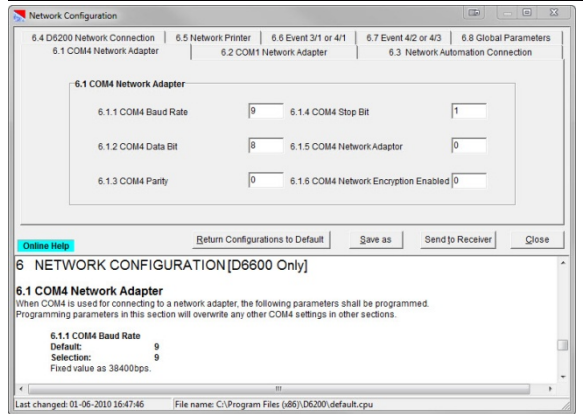 Network Configuration
6.4 D6200 Network Connection 6.5 Network Printer 6.6 Event 3/1 or 4/1 6.7 Event 4/2 or 4/3 6.8 Global Parameters
6.1 COM4 Network Adapter 6.2 COM1 Network Adapter 6.3 Network Automation Connection
6.1 COM4 Network Adapter
6.1.1 COM4 Baud Rate 9 6.1.4 COM4 Stop Bit 1
6.1.2 COM4 Data Bit 8 6.1.5 COM4 Network Adaptor 0
6.1.3 COM4 Parity 0 6.1.6 COM4 Network Encryption Enabled 0
Online Help Return Configurations to Default Save as Send to Receiver Close
6 NETWORK CONFIGURATION [D6600 Only]
6.1 COM4 Network Adapter
When COM4 is used for connecting to a network adapter, the following parameters shall be programmed.
Programming parameters in this section will overwrite any other COM4 settings in other sections.
6.1.1 COM4 Baud Rate
Default: 9
Selection: 9
Fixed value as 38400bps.
Last changed: 01-06-2010 16:47:46 File name: C:\Program Files (x86)\D6200\default.cpu